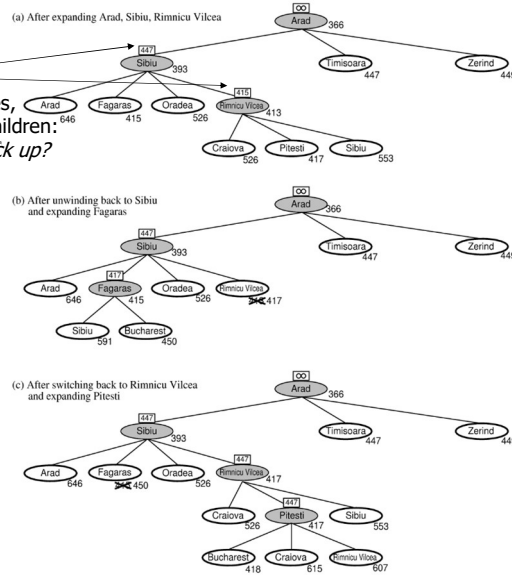 (a) After expanding Arad, Sibiu, Rimnicu Vilcea
∞
Arad
366
447
Sibiu
393
Timisoara
447
Zerind
449
415
Arad
646
Fagaras
415
Oradea
526
Rimnicu Vilcea
413
Craiova
526
Pitesti
417
Sibiu
553
es,
hildren:
ck up?
(b) After unwinding back to Sibiu
and expanding Fagaras
∞
Arad
366
447
Sibiu
393
Timisoara
447
Zerind
449
417
Arad
646
Fagaras
415
Oradea
526
Rimnicu Vilcea
417
Sibiu
591
Bucharest
450
(c) After switching back to Rimnicu Vilcea
and expanding Pitesti
∞
Arad
366
447
Sibiu
393
Timisoara
447
Zerind
449
447
Arad
646
Fagaras
450
Oradea
526
Rimnicu Vilcea
417
447
Craiova
526
Pitesti
417
Sibiu
553
Bucharest
418
Craiova
615
Rimnicu Vilcea
607